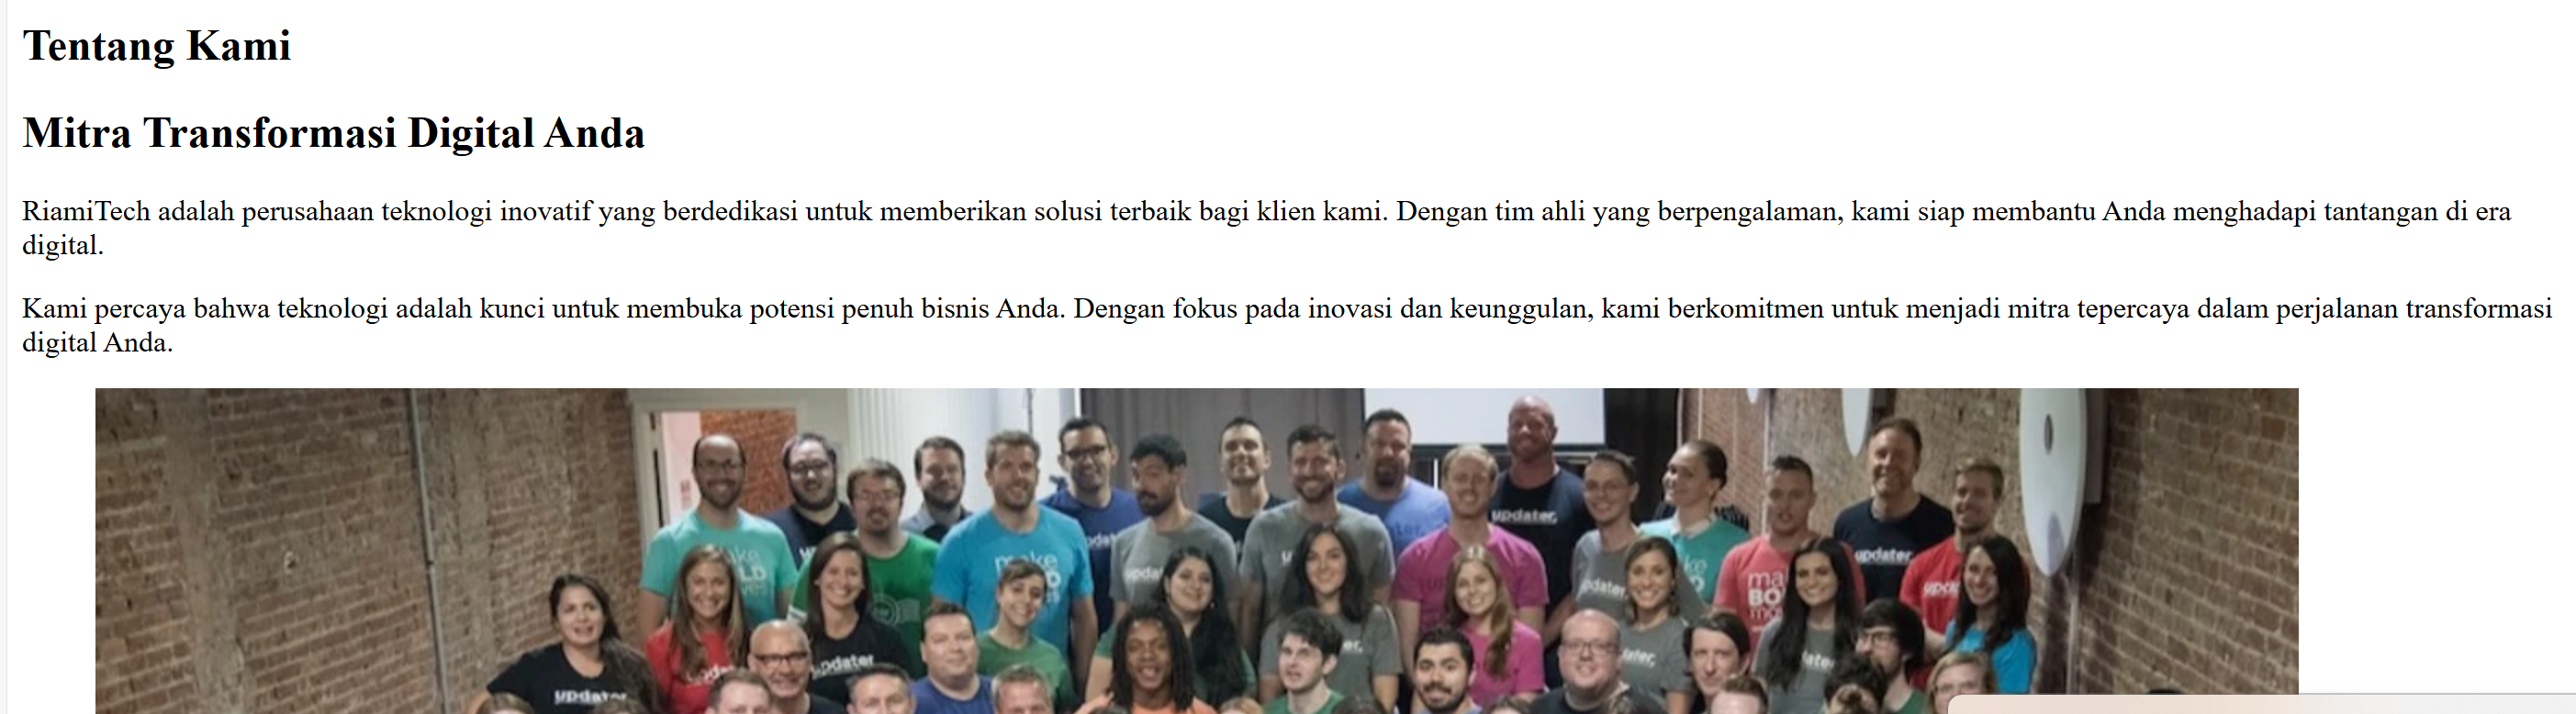 Tentang Kami
Mitra Transformasi Digital Anda
RiamiTech adalah perusahaan teknologi inovatif yang berdedikasi untuk memberikan solusi terbaik bagi klien kami. Dengan tim ahli yang berpengalaman, kami siap membantu Anda menghadapi tantangan di era
digital.
Kami percaya bahwa teknologi adalah kunci untuk membuka potensi penuh bisnis Anda. Dengan fokus pada inovasi dan keunggulan, kami berkomitmen untuk menjadi mitra tepercaya dalam perjalanan transformasi
digital Anda.
updater
updater
updater
updater